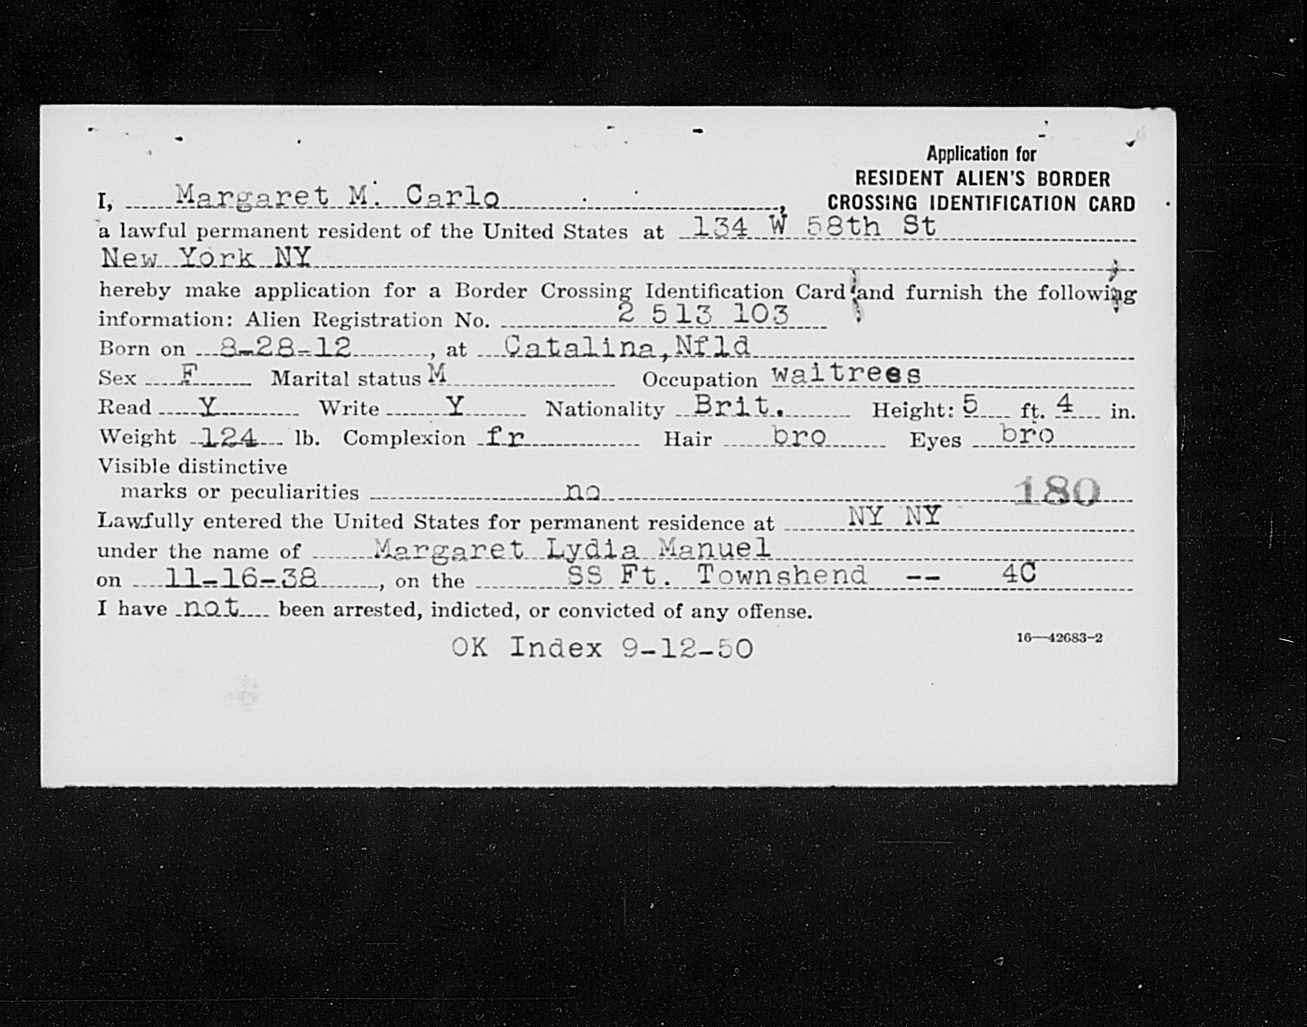 Application for
RESIDENT ALIEN'S BORDER
CROSSING IDENTIFICATION CARD
I, Margaret M. Carlo,
a lawful permanent resident of the United States at 134 W 58th St
New York NY
hereby make application for a Border Crossing Identification Card and furnish the following
information: Alien Registration No. 2 513 103
Born on 8-28-12, at Catalina, Nfld
Sex F Marital status M Occupation waitress
Read Y Write Y Nationality Brit. Height: 5 ft. 4 in.
Weight 124 lb. Complexion fr Hair bro Eyes bro
Visible distinctive
marks or peculiarities no 180
Lawfully entered the United States for permanent residence at NY NY
under the name of Margaret Lydia Manuel
on 11-16-38, on the SS Ft. Townshend -- 4C
I have not been arrested, indicted, or convicted of any offense.
OK Index 9-12-50
16—42683-2